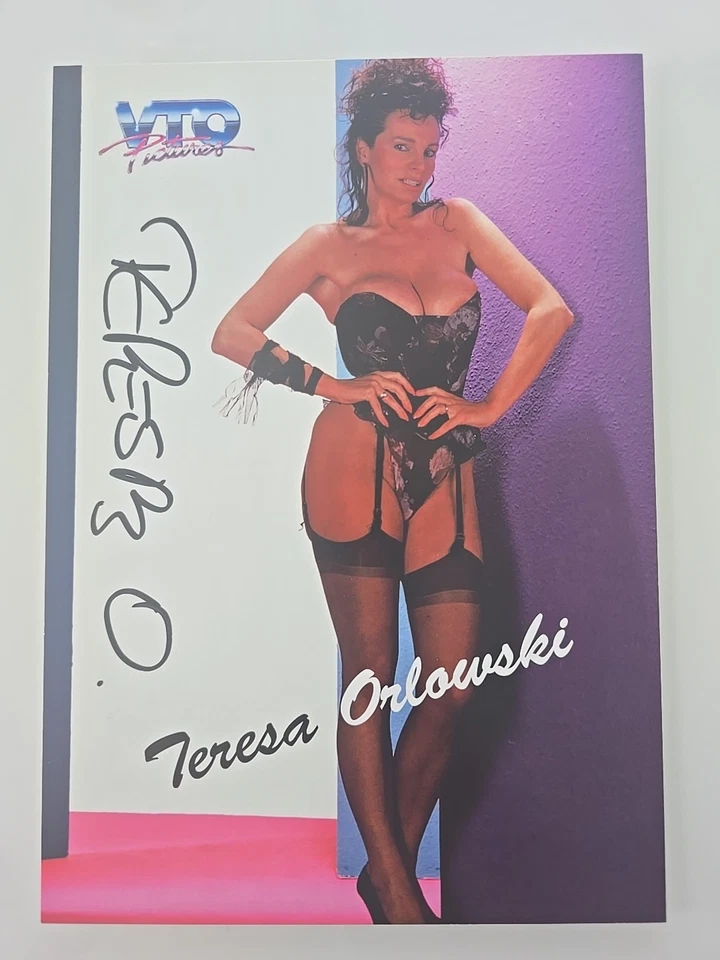 VTO
Pictures
TERESA O.
Teresa Orlowski